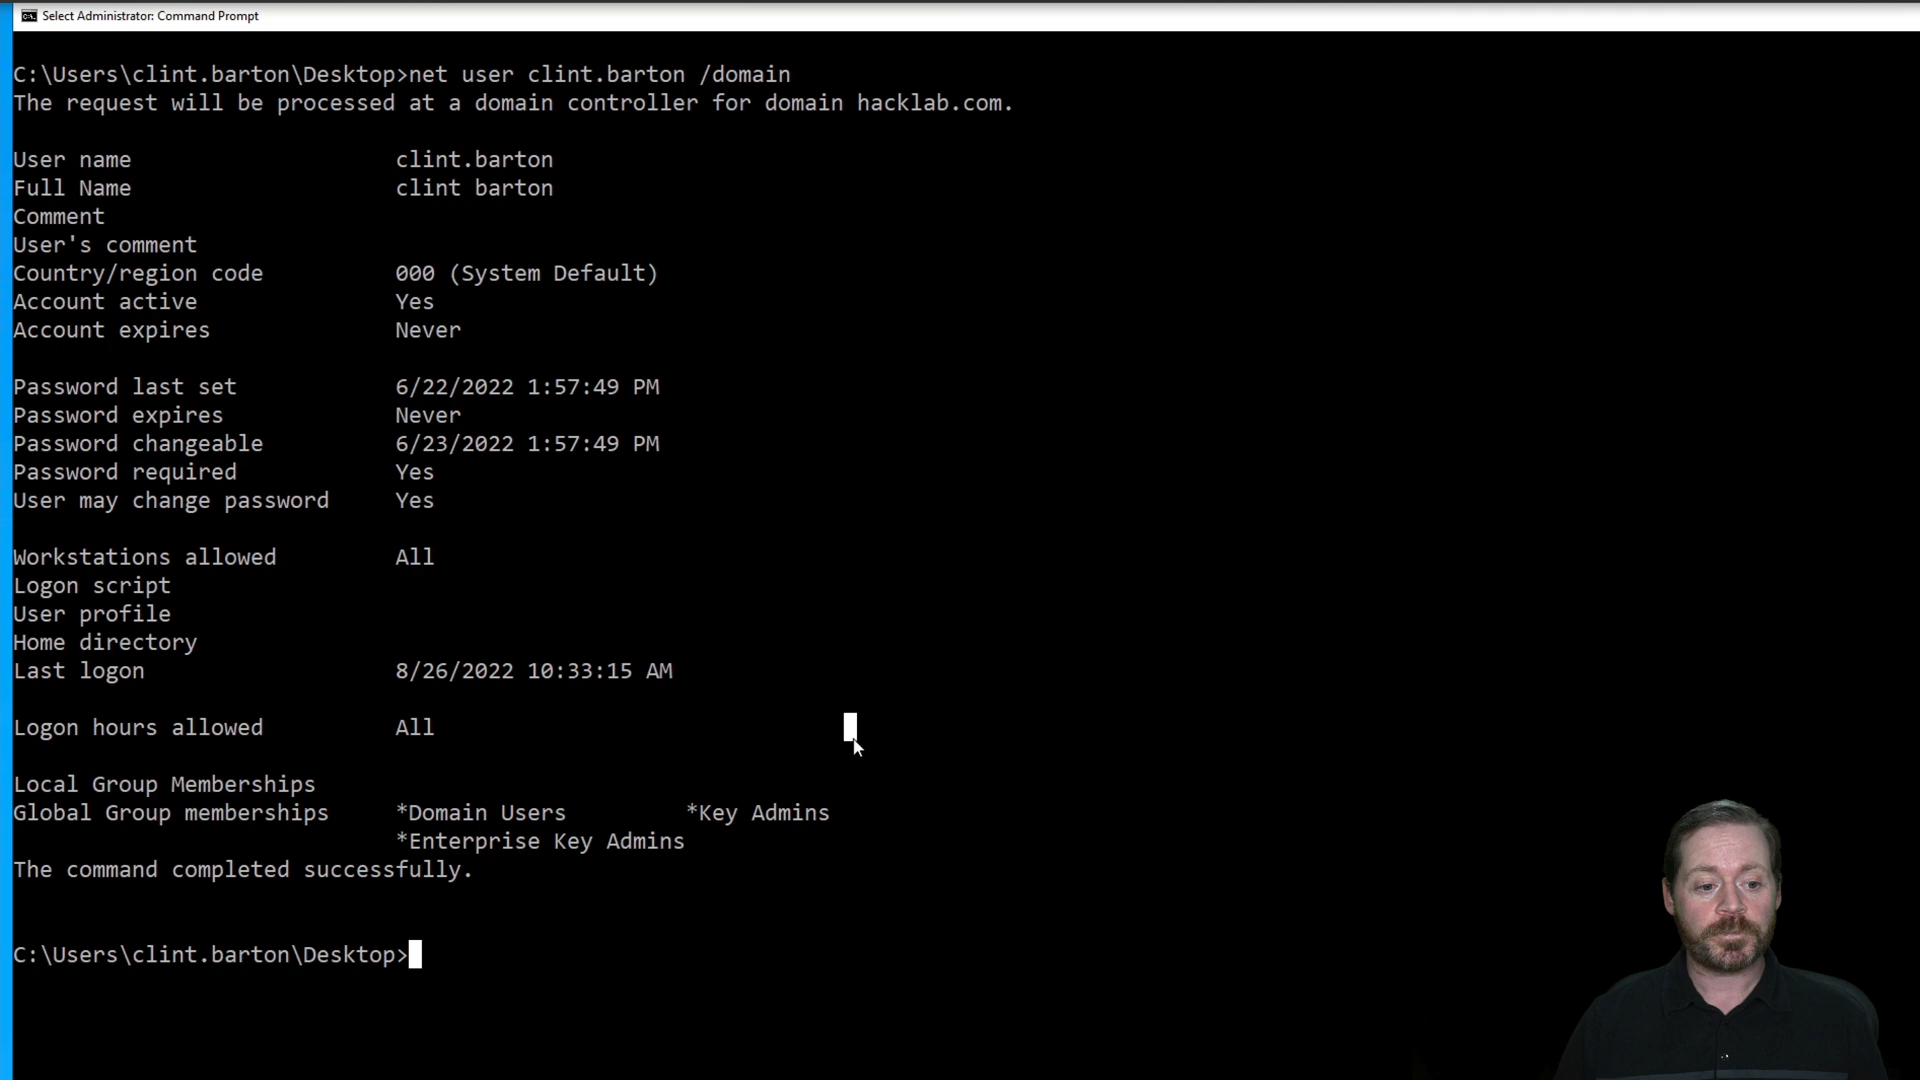 Select Administrator: Command Prompt
C:\Users\clint.barton\Desktop>net user clint.barton /domain
The request will be processed at a domain controller for domain hacklab.com.
User name clint.barton
Full Name clint barton
Comment
User's comment
Country/region code 000 (System Default)
Account active Yes
Account expires Never
Password last set 6/22/2022 1:57:49 PM
Password expires Never
Password changeable 6/23/2022 1:57:49 PM
Password required Yes
User may change password Yes
Workstations allowed All
Logon script
User profile
Home directory
Last logon 8/26/2022 10:33:15 AM
Logon hours allowed All
Local Group Memberships
Global Group memberships *Domain Users *Key Admins
*Enterprise Key Admins
The command completed successfully.
C:\Users\clint.barton\Desktop>